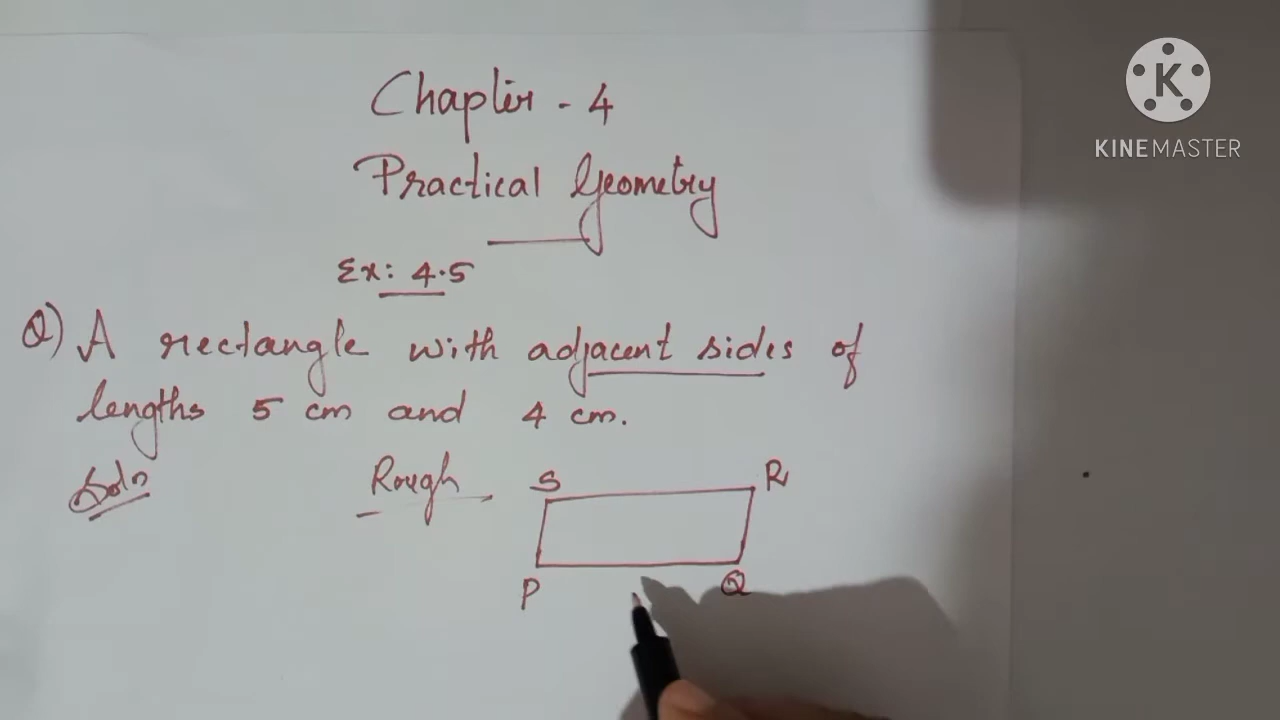 Chapter - 4
Practical Geometry
Ex: 4.5
Q) A rectangle with adjacent sides of
lengths 5 cm and 4 cm.
Soln
Rough
S R
P Q
K
KINEMASTER